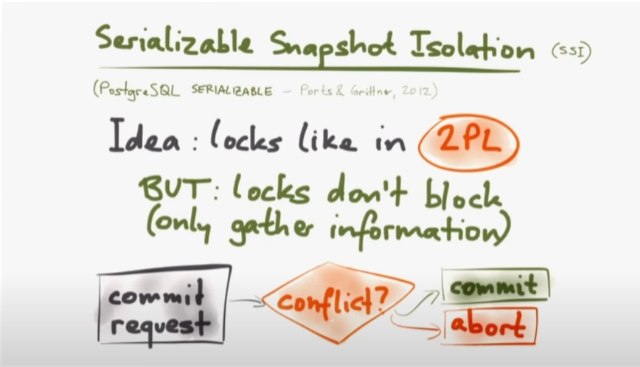 Serializable Snapshot Isolation (SSI)
(PostgreSQL SERIALIZABLE – Ports & Grittner, 2012)
Idea: locks like in 2PL
BUT: locks don't block
(only gather information)
commit
request
conflict?
commit
abort